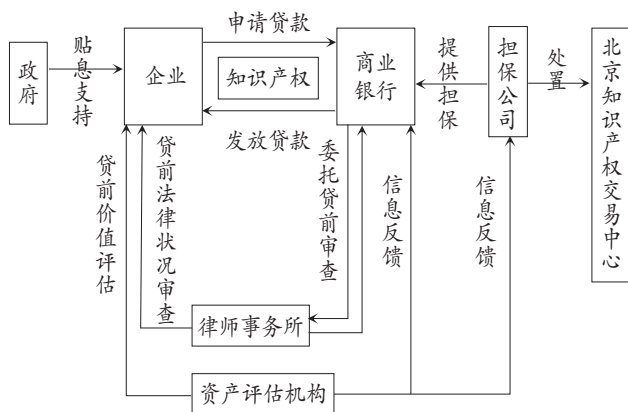 政府
贴息
支持
企业
申请贷款
知识产权
发放贷款
商业
银行
提供担保
担保公司
处置
北京知识产权交易中心
贷前价值评估
贷前法律状况审查
委托贷前审查
信息反馈
信息反馈
律师事务所
资产评估机构